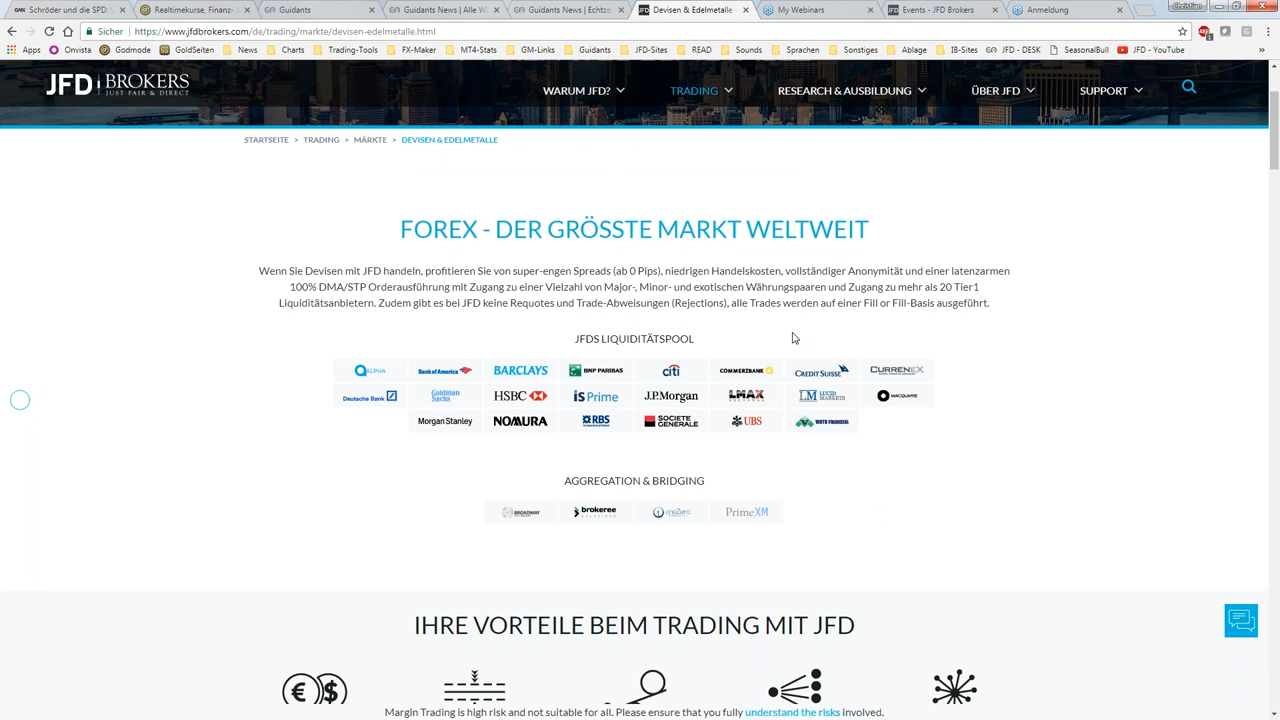 Schröder und die SPD:
Realtimekurse, Finanz-
Guidants
Guidants News | Alle W
Guidants News | Echtze
Devisen & Edelmetalle
My Webinars
Events - JFD Brokers
Anmeldung
Christian
Sicher | https://www.jfdbrokers.com/de/trading/markte/devisen-edelmetalle.html
Apps Onvista Godmode GoldSeiten News Charts Trading-Tools FX-Maker MT4-Stats GM-Links Guidants JFD-Sites READ Sounds Sprachen Sonstiges Ablage IB-Sites JFD - DESK SeasonalBull JFD - YouTube »
JFD BROKERS
JUST FAIR & DIRECT
WARUM JFD? TRADING RESEARCH & AUSBILDUNG ÜBER JFD SUPPORT
STARTSEITE > TRADING > MÄRKTE > DEVISEN & EDELMETALLE
FOREX - DER GRÖSSTE MARKT WELTWEIT
Wenn Sie Devisen mit JFD handeln, profitieren Sie von super-engen Spreads (ab 0 Pips), niedrigen Handelskosten, vollständiger Anonymität und einer latenzarmen
100% DMA/STP Orderausführung mit Zugang zu einer Vielzahl von Major-, Minor- und exotischen Währungspaaren und Zugang zu mehr als 20 Tier1
Liquiditätsanbietern. Zudem gibt es bei JFD keine Requotes und Trade-Abweisungen (Rejections), alle Trades werden auf einer Fill or Fill-Basis ausgeführt.
JFDS LIQUIDITÄTSPOOL
ALPHA Bank of America BARCLAYS BNP PARIBAS citi COMMERZBANK CREDIT SUISSE CURRENEX
Deutsche Bank Goldman Sachs HSBC iS Prime J.P.Morgan LMAX LM LUCID MARKETS MACQUARIE
Morgan Stanley NOMURA RBS SOCIETE GENERALE UBS VIRTU FINANCIAL
AGGREGATION & BRIDGING
BROADWAY brokeree oneZero PrimeXM
IHRE VORTEILE BEIM TRADING MIT JFD
€ $
Margin Trading is high risk and not suitable for all. Please ensure that you fully understand the risks involved.